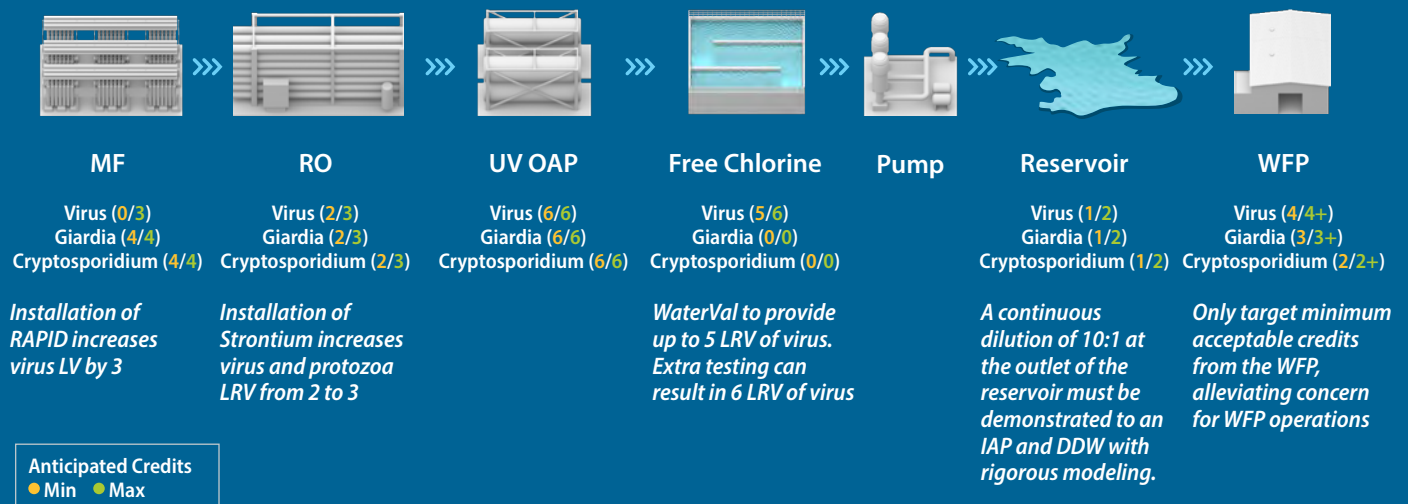 MF
Virus (0/3)
Giardia (4/4)
Cryptosporidium (4/4)
Installation of
RAPID increases
virus LV by 3
RO
Virus (2/3)
Giardia (2/3)
Cryptosporidium (2/3)
Installation of
Strontium increases
virus and protozoa
LRV from 2 to 3
UV OAP
Virus (6/6)
Giardia (6/6)
Cryptosporidium (6/6)
Free Chlorine
Virus (5/6)
Giardia (0/0)
Cryptosporidium (0/0)
WaterVal to provide
up to 5 LRV of virus.
Extra testing can
result in 6 LRV of virus
Pump
Reservoir
Virus (1/2)
Giardia (1/2)
Cryptosporidium (1/2)
A continuous
dilution of 10:1 at
the outlet of the
reservoir must be
demonstrated to an
IAP and DDW with
rigorous modeling.
WFP
Virus (4/4+)
Giardia (3/3+)
Cryptosporidium (2/2+)
Only target minimum
acceptable credits
from the WFP,
alleviating concern
for WFP operations
Anticipated Credits
Min Max